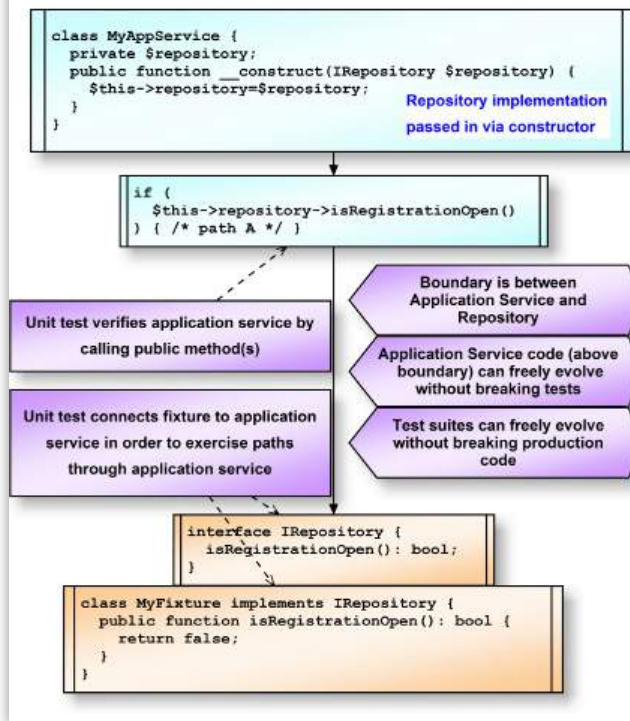 class MyAppService {
private $repository;
public function __construct(IRepository $repository) {
$this->repository=$repository;
}
}
Repository implementation
passed in via constructor
if (
$this->repository->isRegistrationOpen()
) { /* path A */ }
Unit test verifies application service by
calling public method(s)
Boundary is between
Application Service and
Repository
Application Service code (above
boundary) can freely evolve
without breaking tests
Unit test connects fixture to application
service in order to exercise paths
through application service
Test suites can freely evolve
without breaking production
code
interface IRepository {
isRegistrationOpen(): bool;
}
class MyFixture implements IRepository {
public function isRegistrationOpen(): bool {
return false;
}
}